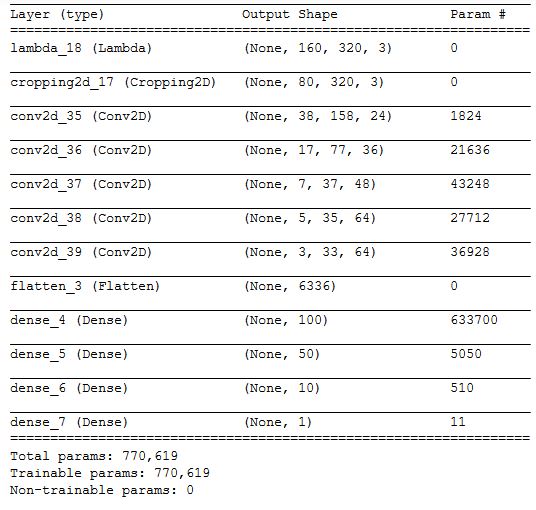 Layer (type) Output Shape Param #
lambda_18 (Lambda) (None, 160, 320, 3) 0
cropping2d_17 (Cropping2D) (None, 80, 320, 3) 0
conv2d_35 (Conv2D) (None, 38, 158, 24) 1824
conv2d_36 (Conv2D) (None, 17, 77, 36) 21636
conv2d_37 (Conv2D) (None, 7, 37, 48) 43248
conv2d_38 (Conv2D) (None, 5, 35, 64) 27712
conv2d_39 (Conv2D) (None, 3, 33, 64) 36928
flatten_3 (Flatten) (None, 6336) 0
dense_4 (Dense) (None, 100) 633700
dense_5 (Dense) (None, 50) 5050
dense_6 (Dense) (None, 10) 510
dense_7 (Dense) (None, 1) 11
Total params: 770,619
Trainable params: 770,619
Non-trainable params: 0